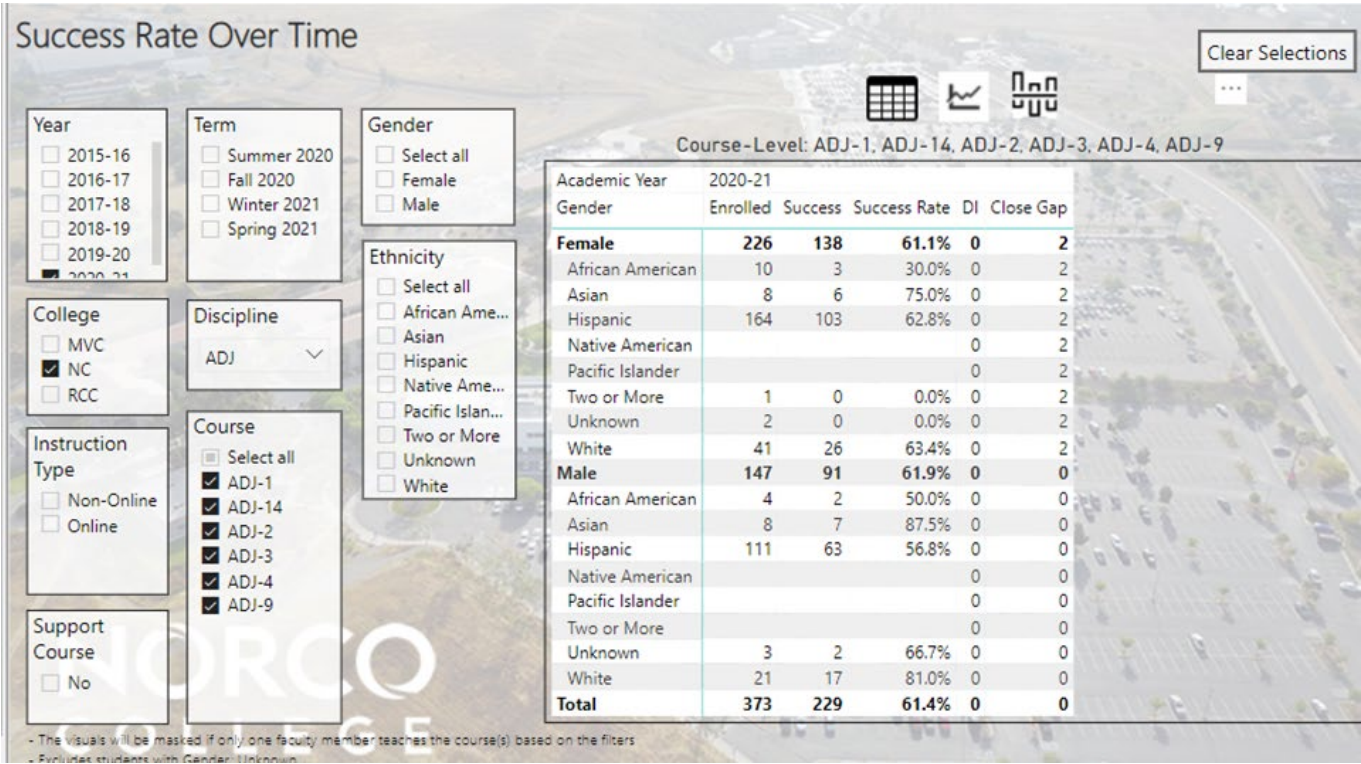 Success Rate Over Time
Clear Selections
...
Year
2015-16
2016-17
2017-18
2018-19
2019-20
2020-21
Term
Summer 2020
Fall 2020
Winter 2021
Spring 2021
Gender
Select all
Female
Male
Ethnicity
Select all
African Ame...
Asian
Hispanic
Native Ame...
Pacific Islan...
Two or More
Unknown
White
College
MVC
NC
RCC
Discipline
ADJ
Instruction
Type
Non-Online
Online
Course
Select all
ADJ-1
ADJ-14
ADJ-2
ADJ-3
ADJ-4
ADJ-9
Support
Course
No
Course-Level: ADJ-1, ADJ-14, ADJ-2, ADJ-3, ADJ-4, ADJ-9
Academic Year 2020-21
Gender Enrolled Success Success Rate DI Close Gap
Female 226 138 61.1% 0 2
African American 10 3 30.0% 0 2
Asian 8 6 75.0% 0 2
Hispanic 164 103 62.8% 0 2
Native American 0 2
Pacific Islander 0 2
Two or More 1 0 0.0% 0 2
Unknown 2 0 0.0% 0 2
White 41 26 63.4% 0 2
Male 147 91 61.9% 0 0
African American 4 2 50.0% 0 0
Asian 8 7 87.5% 0 0
Hispanic 111 63 56.8% 0 0
Native American 0 0
Pacific Islander 0 0
Two or More 0 0
Unknown 3 2 66.7% 0 0
White 21 17 81.0% 0 0
Total 373 229 61.4% 0 0
NORCO
COLLEGE
- The visuals will be masked if only one faculty member teaches the course(s) based on the filters
- Excludes students with Gender: Unknown